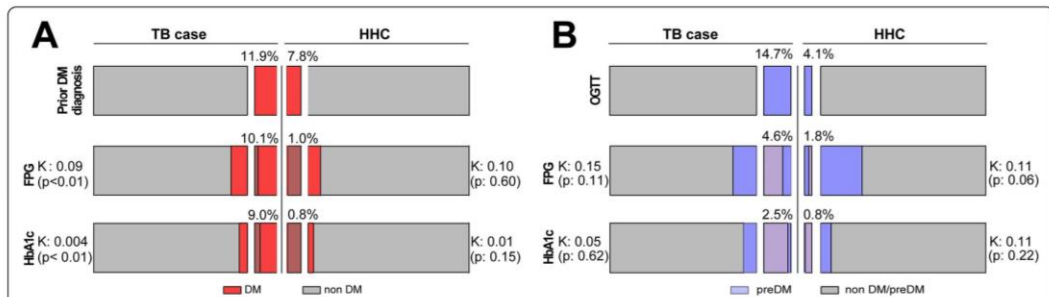 A
TB case
HHC
11.9%
7.8%
Prior DM
diagnosis
10.1%
1.0%
FPG
K : 0.09
(p<0.01)
K: 0.10
(p: 0.60)
9.0%
0.8%
HbA1c
K: 0.004
(p< 0.01)
K: 0.01
(p: 0.15)
DM
non DM
B
TB case
HHC
14.7%
4.1%
OGTT
4.6%
1.8%
FPG
K: 0.15
(p: 0.11)
K: 0.11
(p: 0.06)
2.5%
0.8%
HbA1c
K: 0.05
(p: 0.62)
K: 0.11
(p: 0.22)
preDM
non DM/preDM